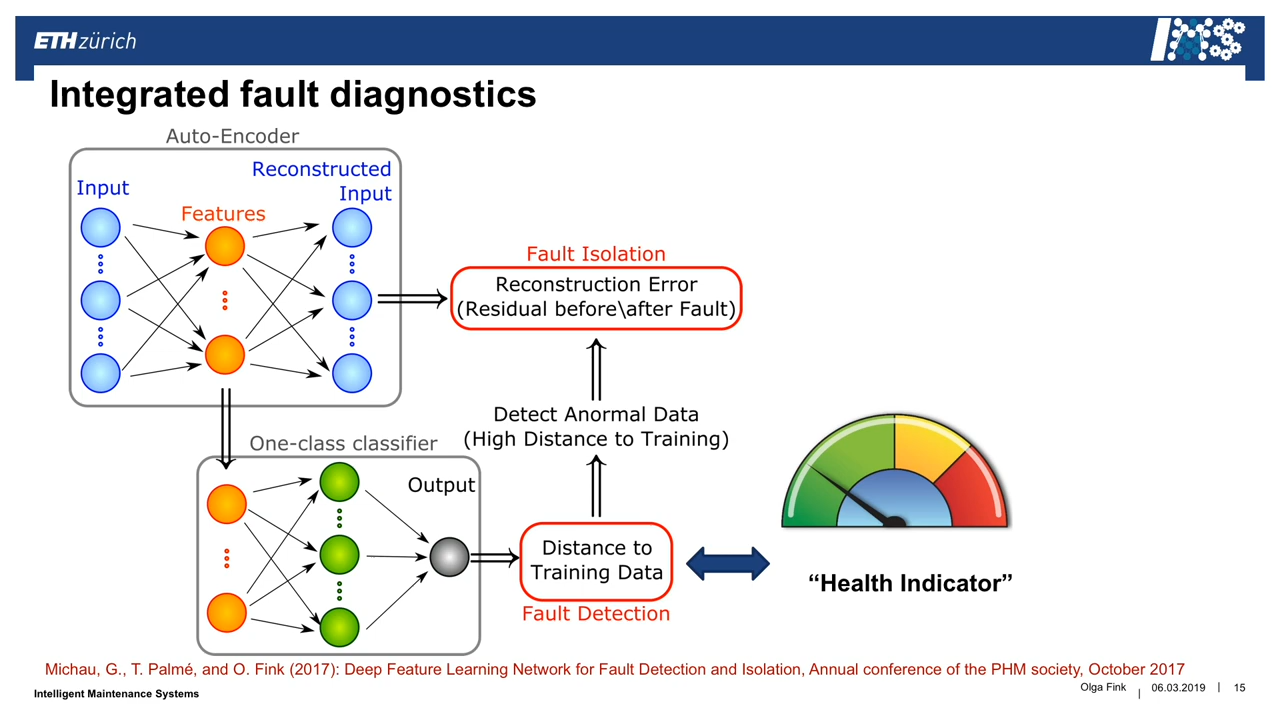 ETH zürich
IMS
Integrated fault diagnostics
Auto-Encoder
Input
Reconstructed
Input
Features
Fault Isolation
Reconstruction Error
(Residual before\after Fault)
Detect Anormal Data
(High Distance to Training)
One-class classifier
Output
Distance to
Training Data
Fault Detection
“Health Indicator”
Michau, G., T. Palmé, and O. Fink (2017): Deep Feature Learning Network for Fault Detection and Isolation, Annual conference of the PHM society, October 2017
Intelligent Maintenance Systems
Olga Fink | 06.03.2019 | 15